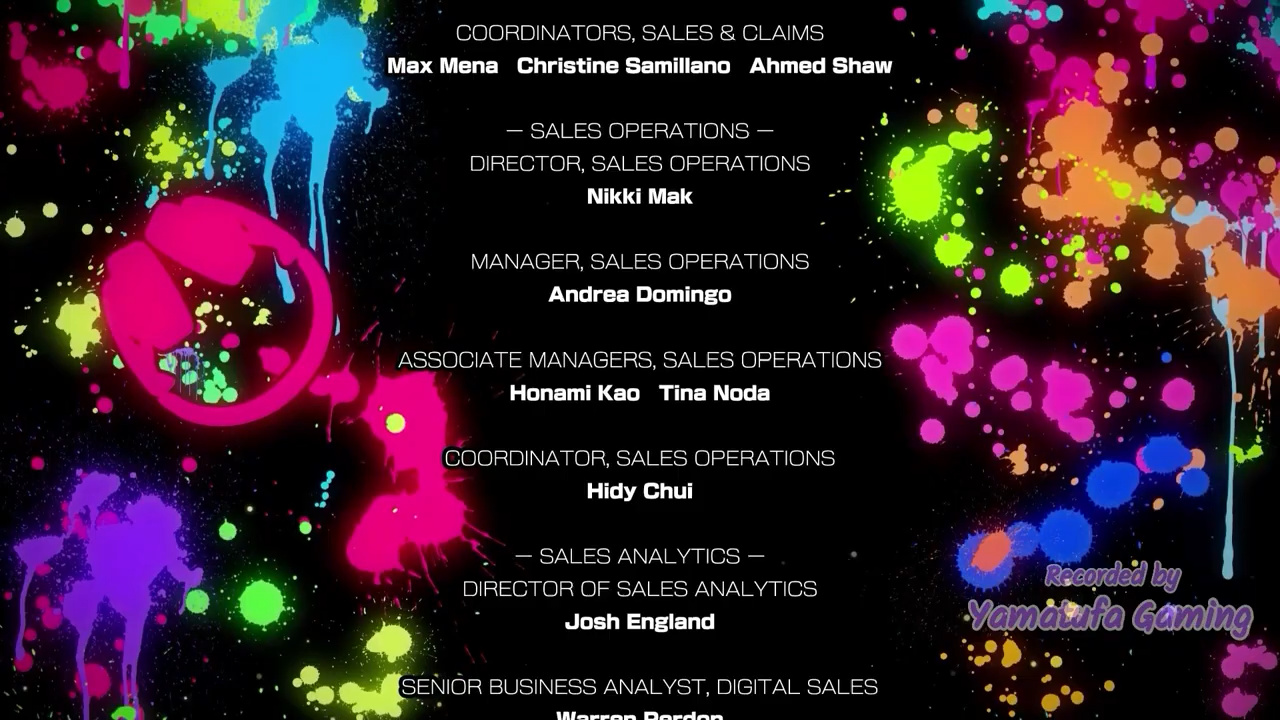 COORDINATORS, SALES & CLAIMS
Max Mena Christine Samillano Ahmed Shaw
— SALES OPERATIONS —
DIRECTOR, SALES OPERATIONS
Nikki Mak
MANAGER, SALES OPERATIONS
Andrea Domingo
ASSOCIATE MANAGERS, SALES OPERATIONS
Honami Kao Tina Noda
COORDINATOR, SALES OPERATIONS
Hidy Chui
— SALES ANALYTICS —
DIRECTOR OF SALES ANALYTICS
Josh England
Recorded by
Yamatufa Gaming
SENIOR BUSINESS ANALYST, DIGITAL SALES
Warren